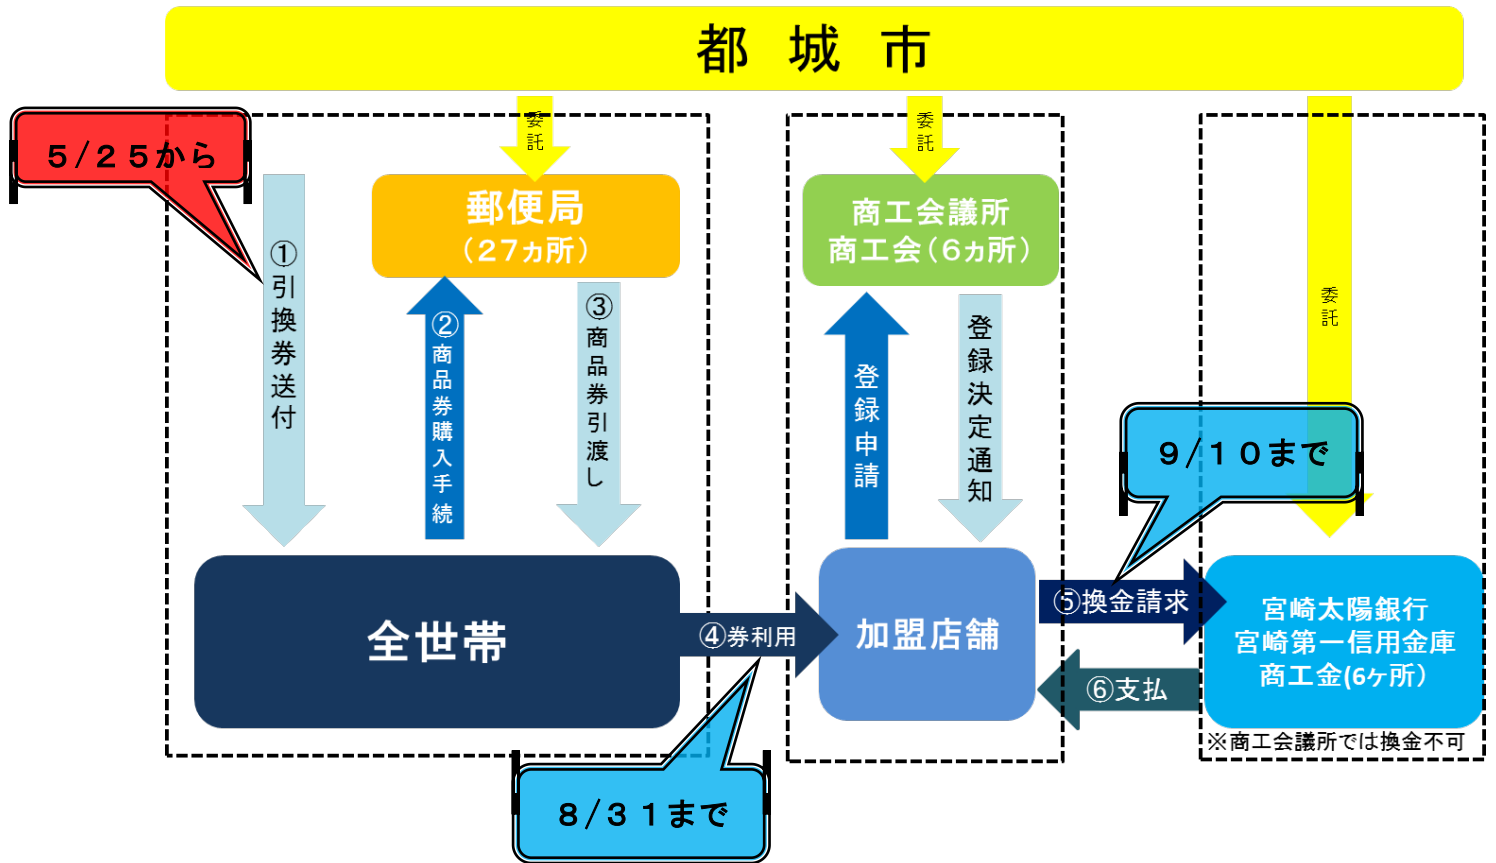 都 城 市
5/25から
委託
委託
委託
郵便局
（27ヵ所）
商工会議所
商工会（6ヵ所）
①引換券送付
②商品券購入手続
③商品券引渡し
登録申請
登録決定通知
9/10まで
全世帯
④券利用
加盟店舗
⑤換金請求
⑥支払
宮崎太陽銀行
宮崎第一信用金庫
商工金(6ヶ所）
※商工会議所では換金不可
8/31まで